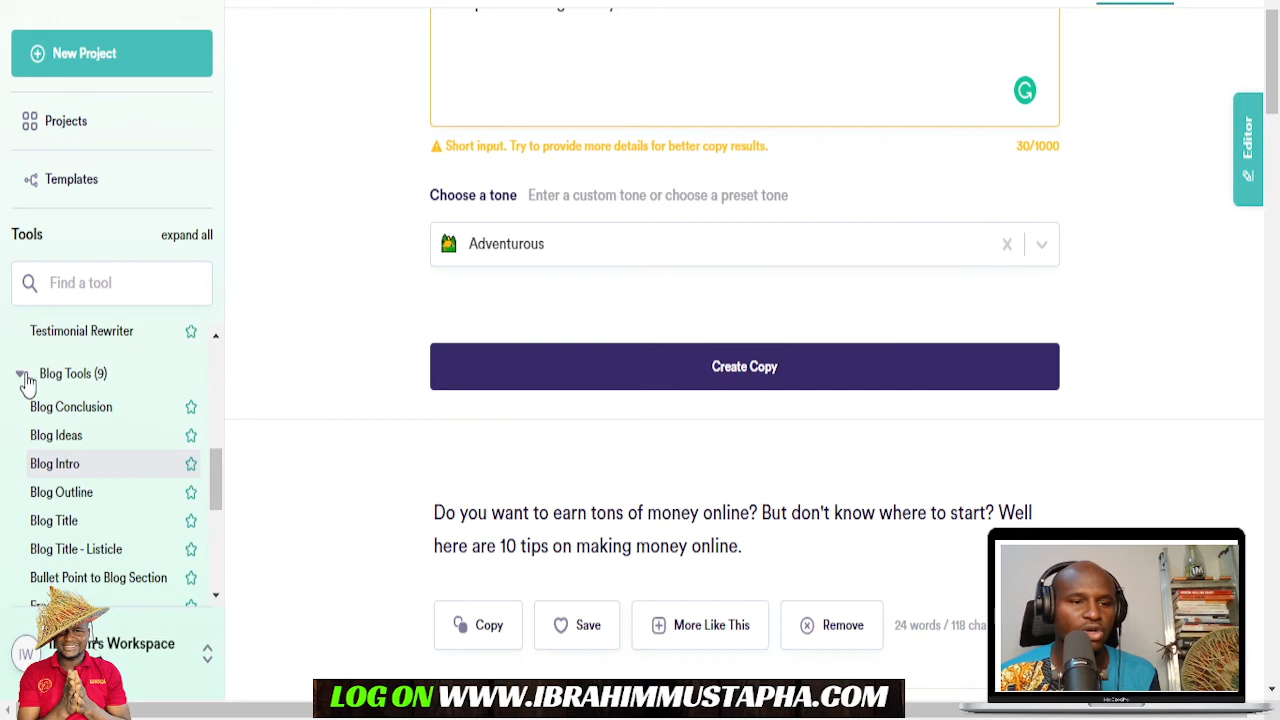 New Project
Projects
Templates
Tools expand all
Find a tool
Testimonial Rewriter
Blog Tools (9)
Blog Conclusion
Blog Ideas
Blog Intro
Blog Outline
Blog Title
Blog Title - Listicle
Bullet Point to Blog Section
IW
's Workspace
Short input. Try to provide more details for better copy results. 30/1000
Choose a tone Enter a custom tone or choose a preset tone
Adventurous
Create Copy
Do you want to earn tons of money online? But don't know where to start? Well
here are 10 tips on making money online.
Copy Save More Like This Remove 24 words / 118 cha
Editor
LOG ON WWW.IBRAHIMMUSTAPHA.COM